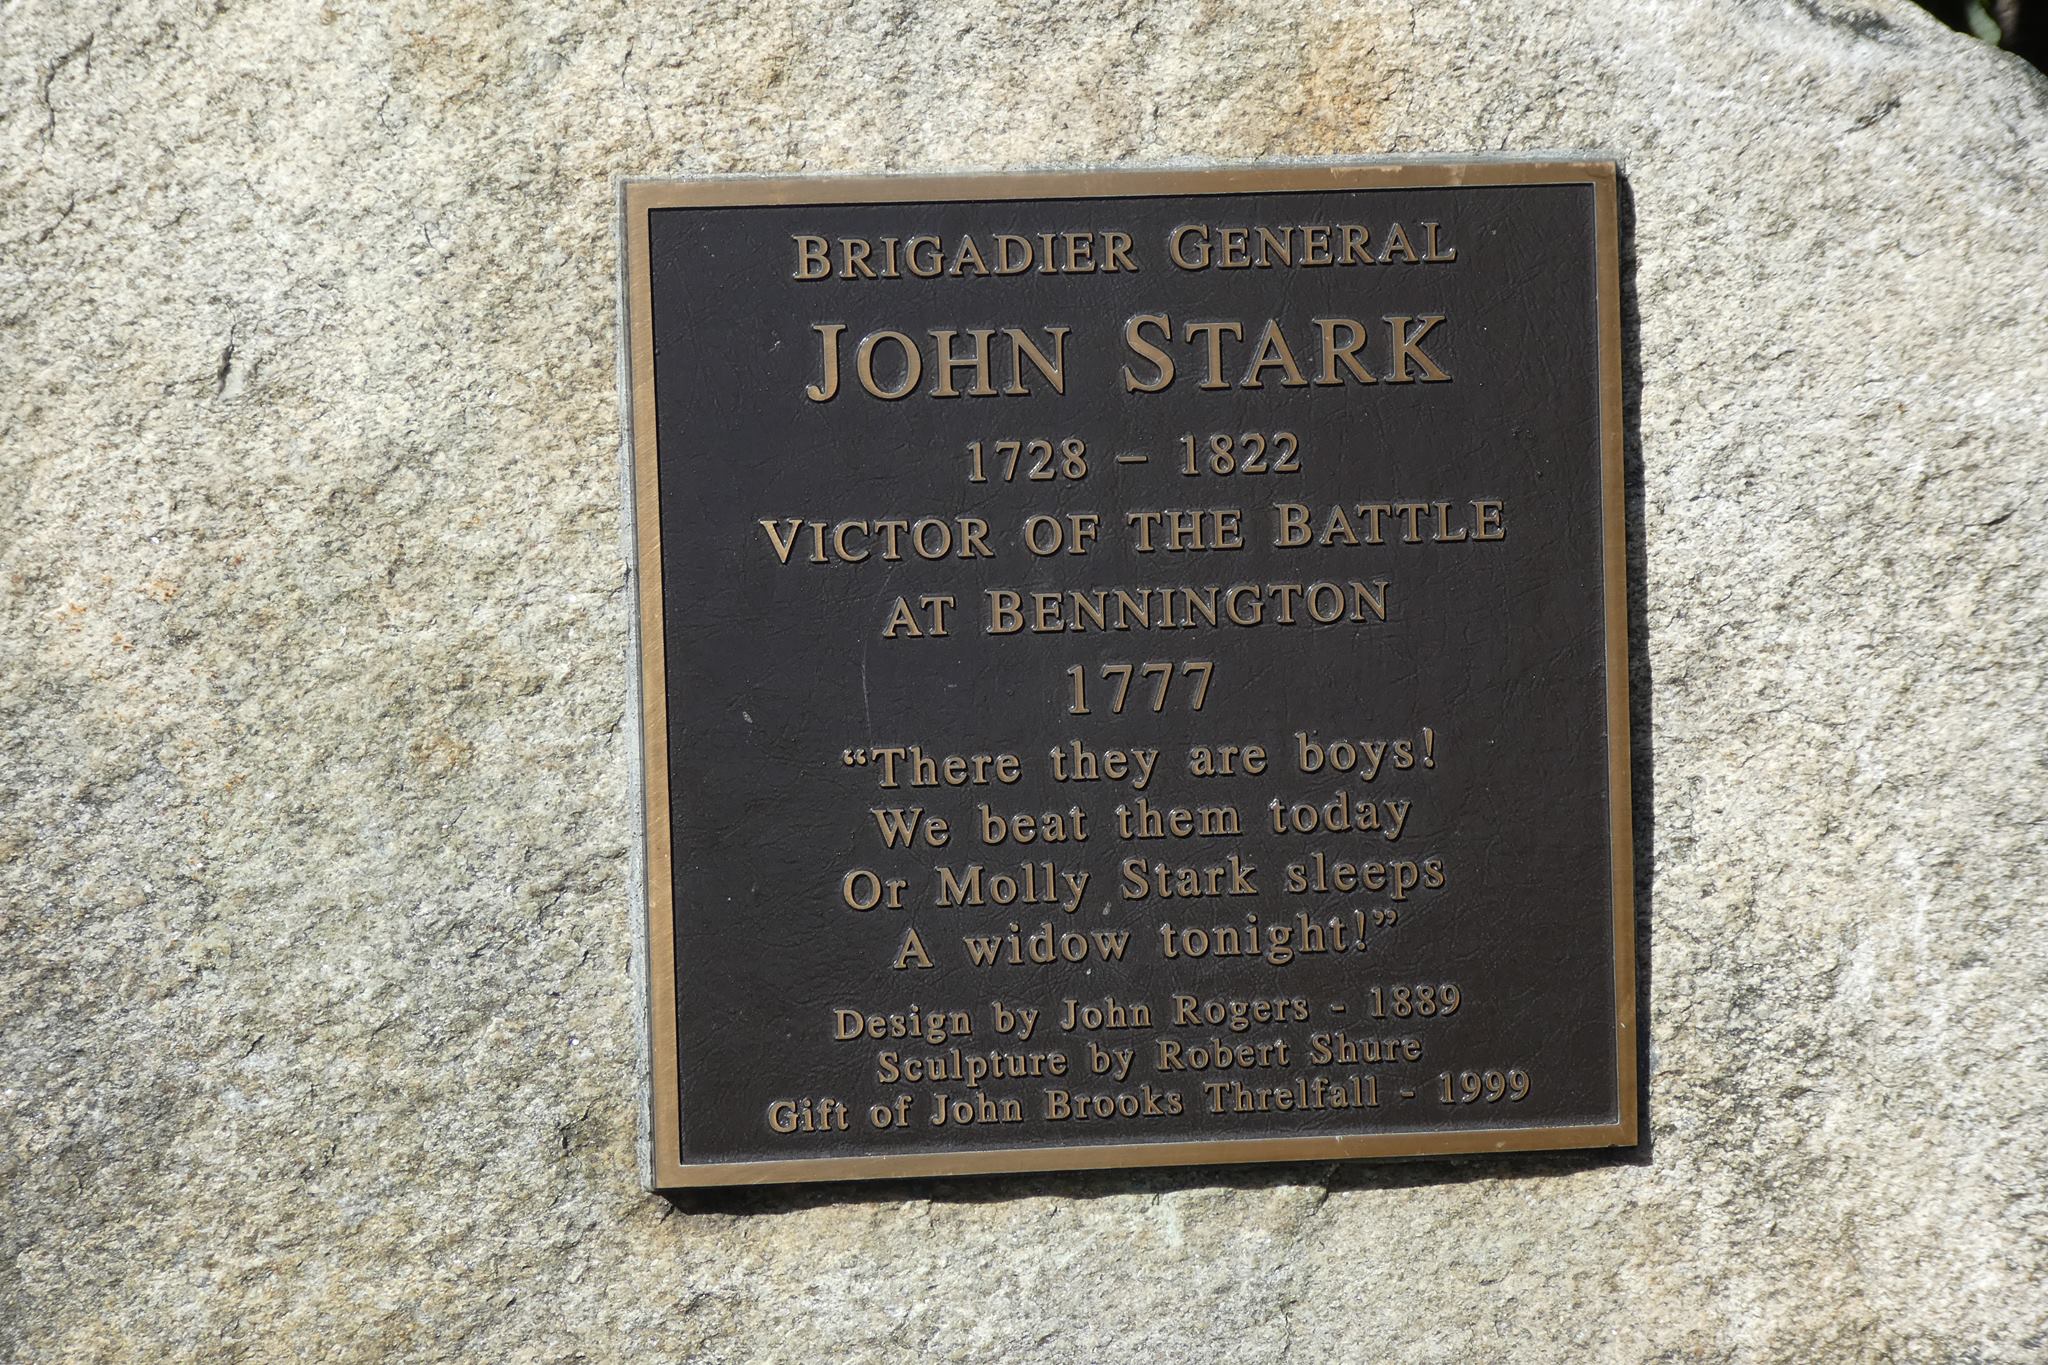 BRIGADIER GENERAL
JOHN STARK
1728 – 1822
VICTOR OF THE BATTLE
AT BENNINGTON
1777
“There they are boys!
We beat them today
Or Molly Stark sleeps
A widow tonight!”
Design by John Rogers - 1889
Sculpture by Robert Shure
Gift of John Brooks Threlfall - 1999